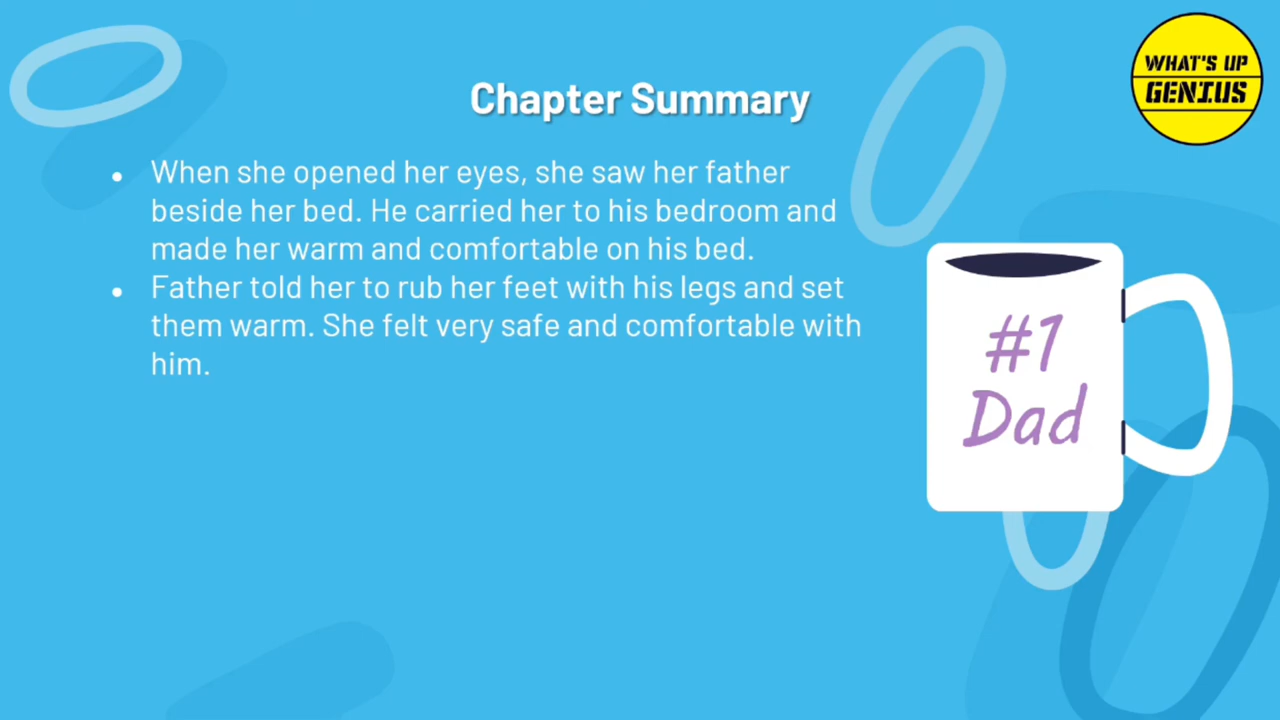 WHAT'S UP
GENIUS
Chapter Summary
• When she opened her eyes, she saw her father
beside her bed. He carried her to his bedroom and
made her warm and comfortable on his bed.
• Father told her to rub her feet with his legs and set
them warm. She felt very safe and comfortable with
him.
#1
Dad